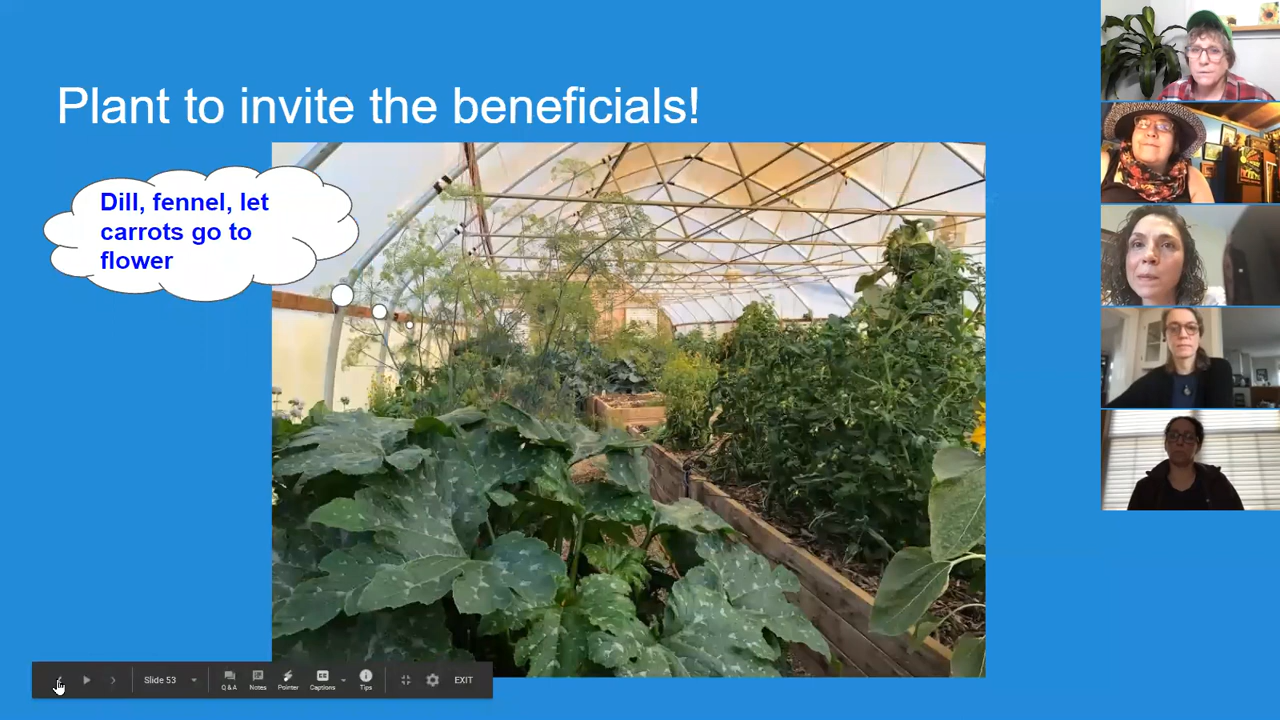 Plant to invite the beneficials!
Dill, fennel, let
carrots go to
flower
Slide 53
Q&A
Notes
Pointer
Captions
Tips
EXIT